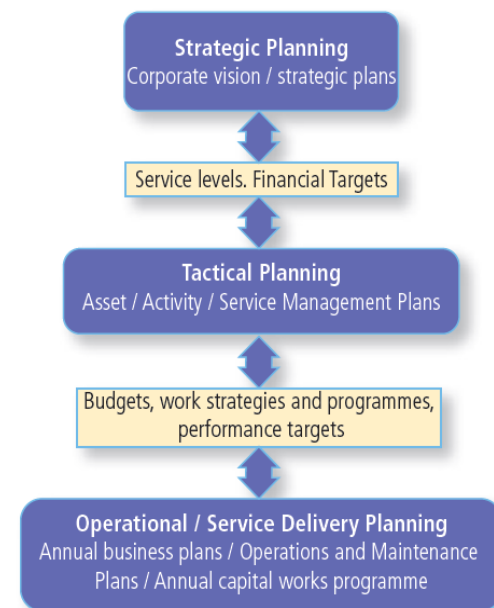 Strategic Planning
Corporate vision / strategic plans
Service levels. Financial Targets
Tactical Planning
Asset / Activity / Service Management Plans
Budgets, work strategies and programmes,
performance targets
Operational / Service Delivery Planning
Annual business plans / Operations and Maintenance
Plans / Annual capital works programme